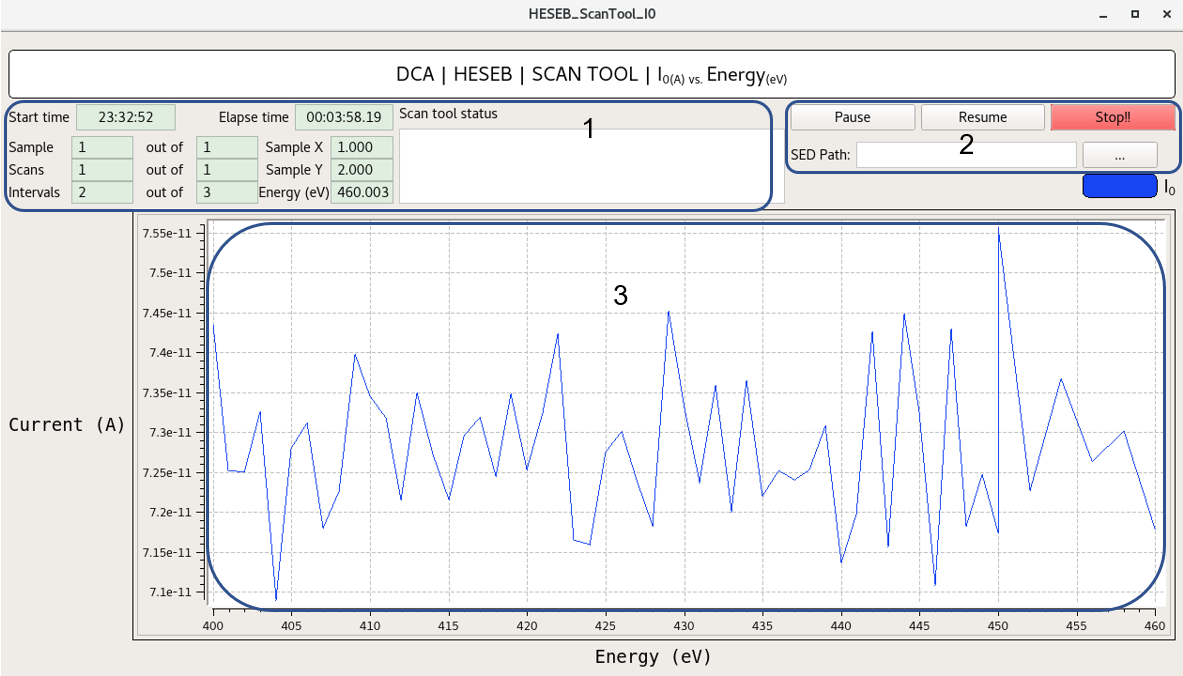 HESEB_ScanTool_I0
DCA | HESEB | SCAN TOOL | I0(A) vs. Energy(eV)
Start time 23:32:52 Elapse time 00:03:58.19 Scan tool status
1
Sample 1 out of 1 Sample X 1.000
Scans 1 out of 1 Sample Y 2.000
Intervals 2 out of 3 Energy (eV) 460.003
Pause Resume Stop!!
2
SED Path: ...
I0
3
7.55e-11
7.5e-11
7.45e-11
7.4e-11
7.35e-11
7.3e-11
7.25e-11
7.2e-11
7.15e-11
7.1e-11
Current (A)
400 405 410 415 420 425 430 435 440 445 450 455 460
Energy (eV)